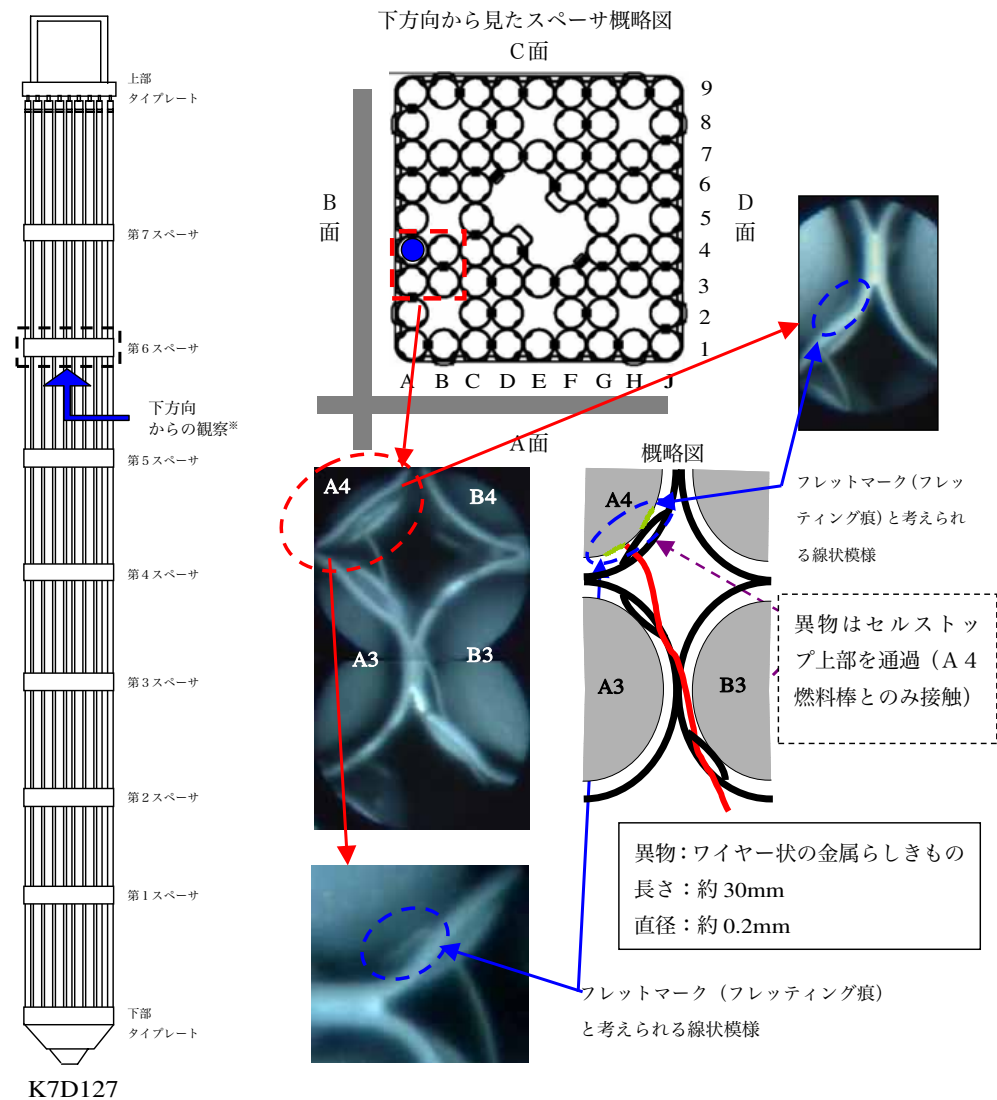 下方向から見たスペーサ概略図
C面
上部
タイプレート
9
8
7
6
5
4
3
2
1
B
面
D
面
第7スペーサ
第6スペーサ
下方向
からの観察※
第5スペーサ
第4スペーサ
第3スペーサ
第2スペーサ
第1スペーサ
下部
タイプレート
K7D127
A B C D E F G H J
A面
A4
B4
A3
B3
概略図
A4
A3
B3
フレットマーク(フレッ
ティング痕)と考えられ
る線状模様
異物はセルストッ
プ上部を通過(A4
燃料棒とのみ接触)
異物:ワイヤー状の金属らしきもの
長さ:約30mm
直径:約0.2mm
フレットマーク(フレッティング痕)
と考えられる線状模様